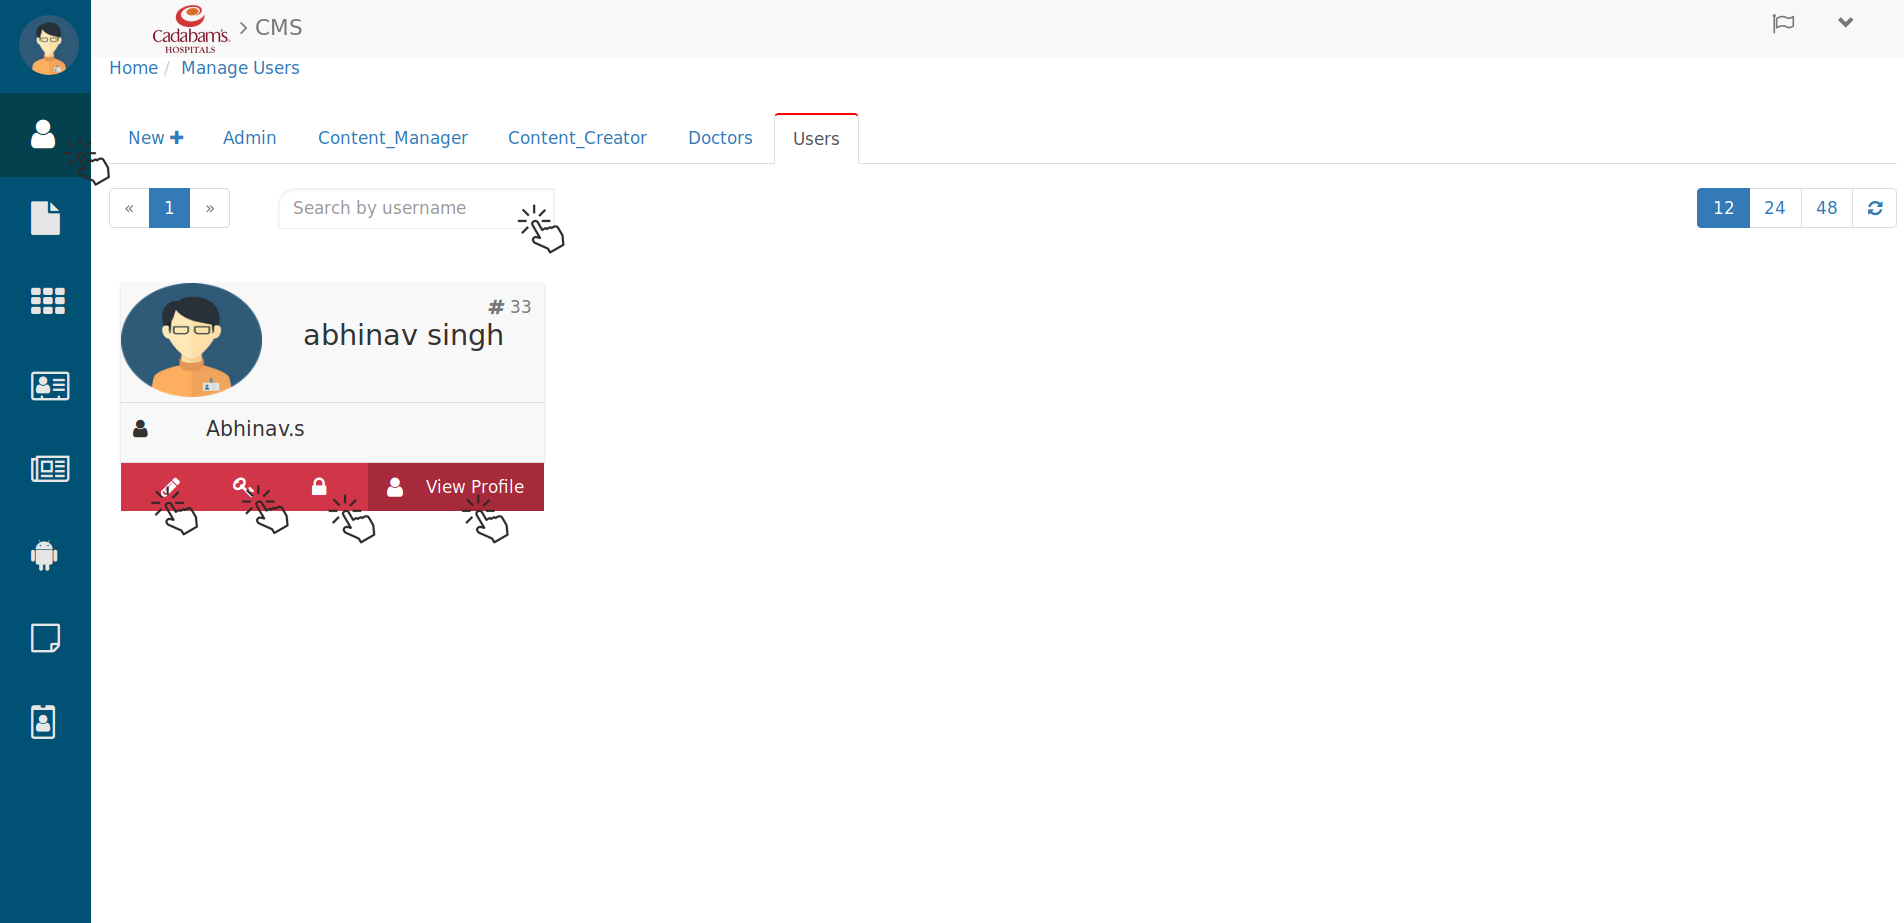 Cadabam's HOSPITALS > CMS
Home / Manage Users
New + Admin Content_Manager Content_Creator Doctors Users
« 1 » Search by username 12 24 48
# 33
abhinav singh
Abhinav.s
View Profile